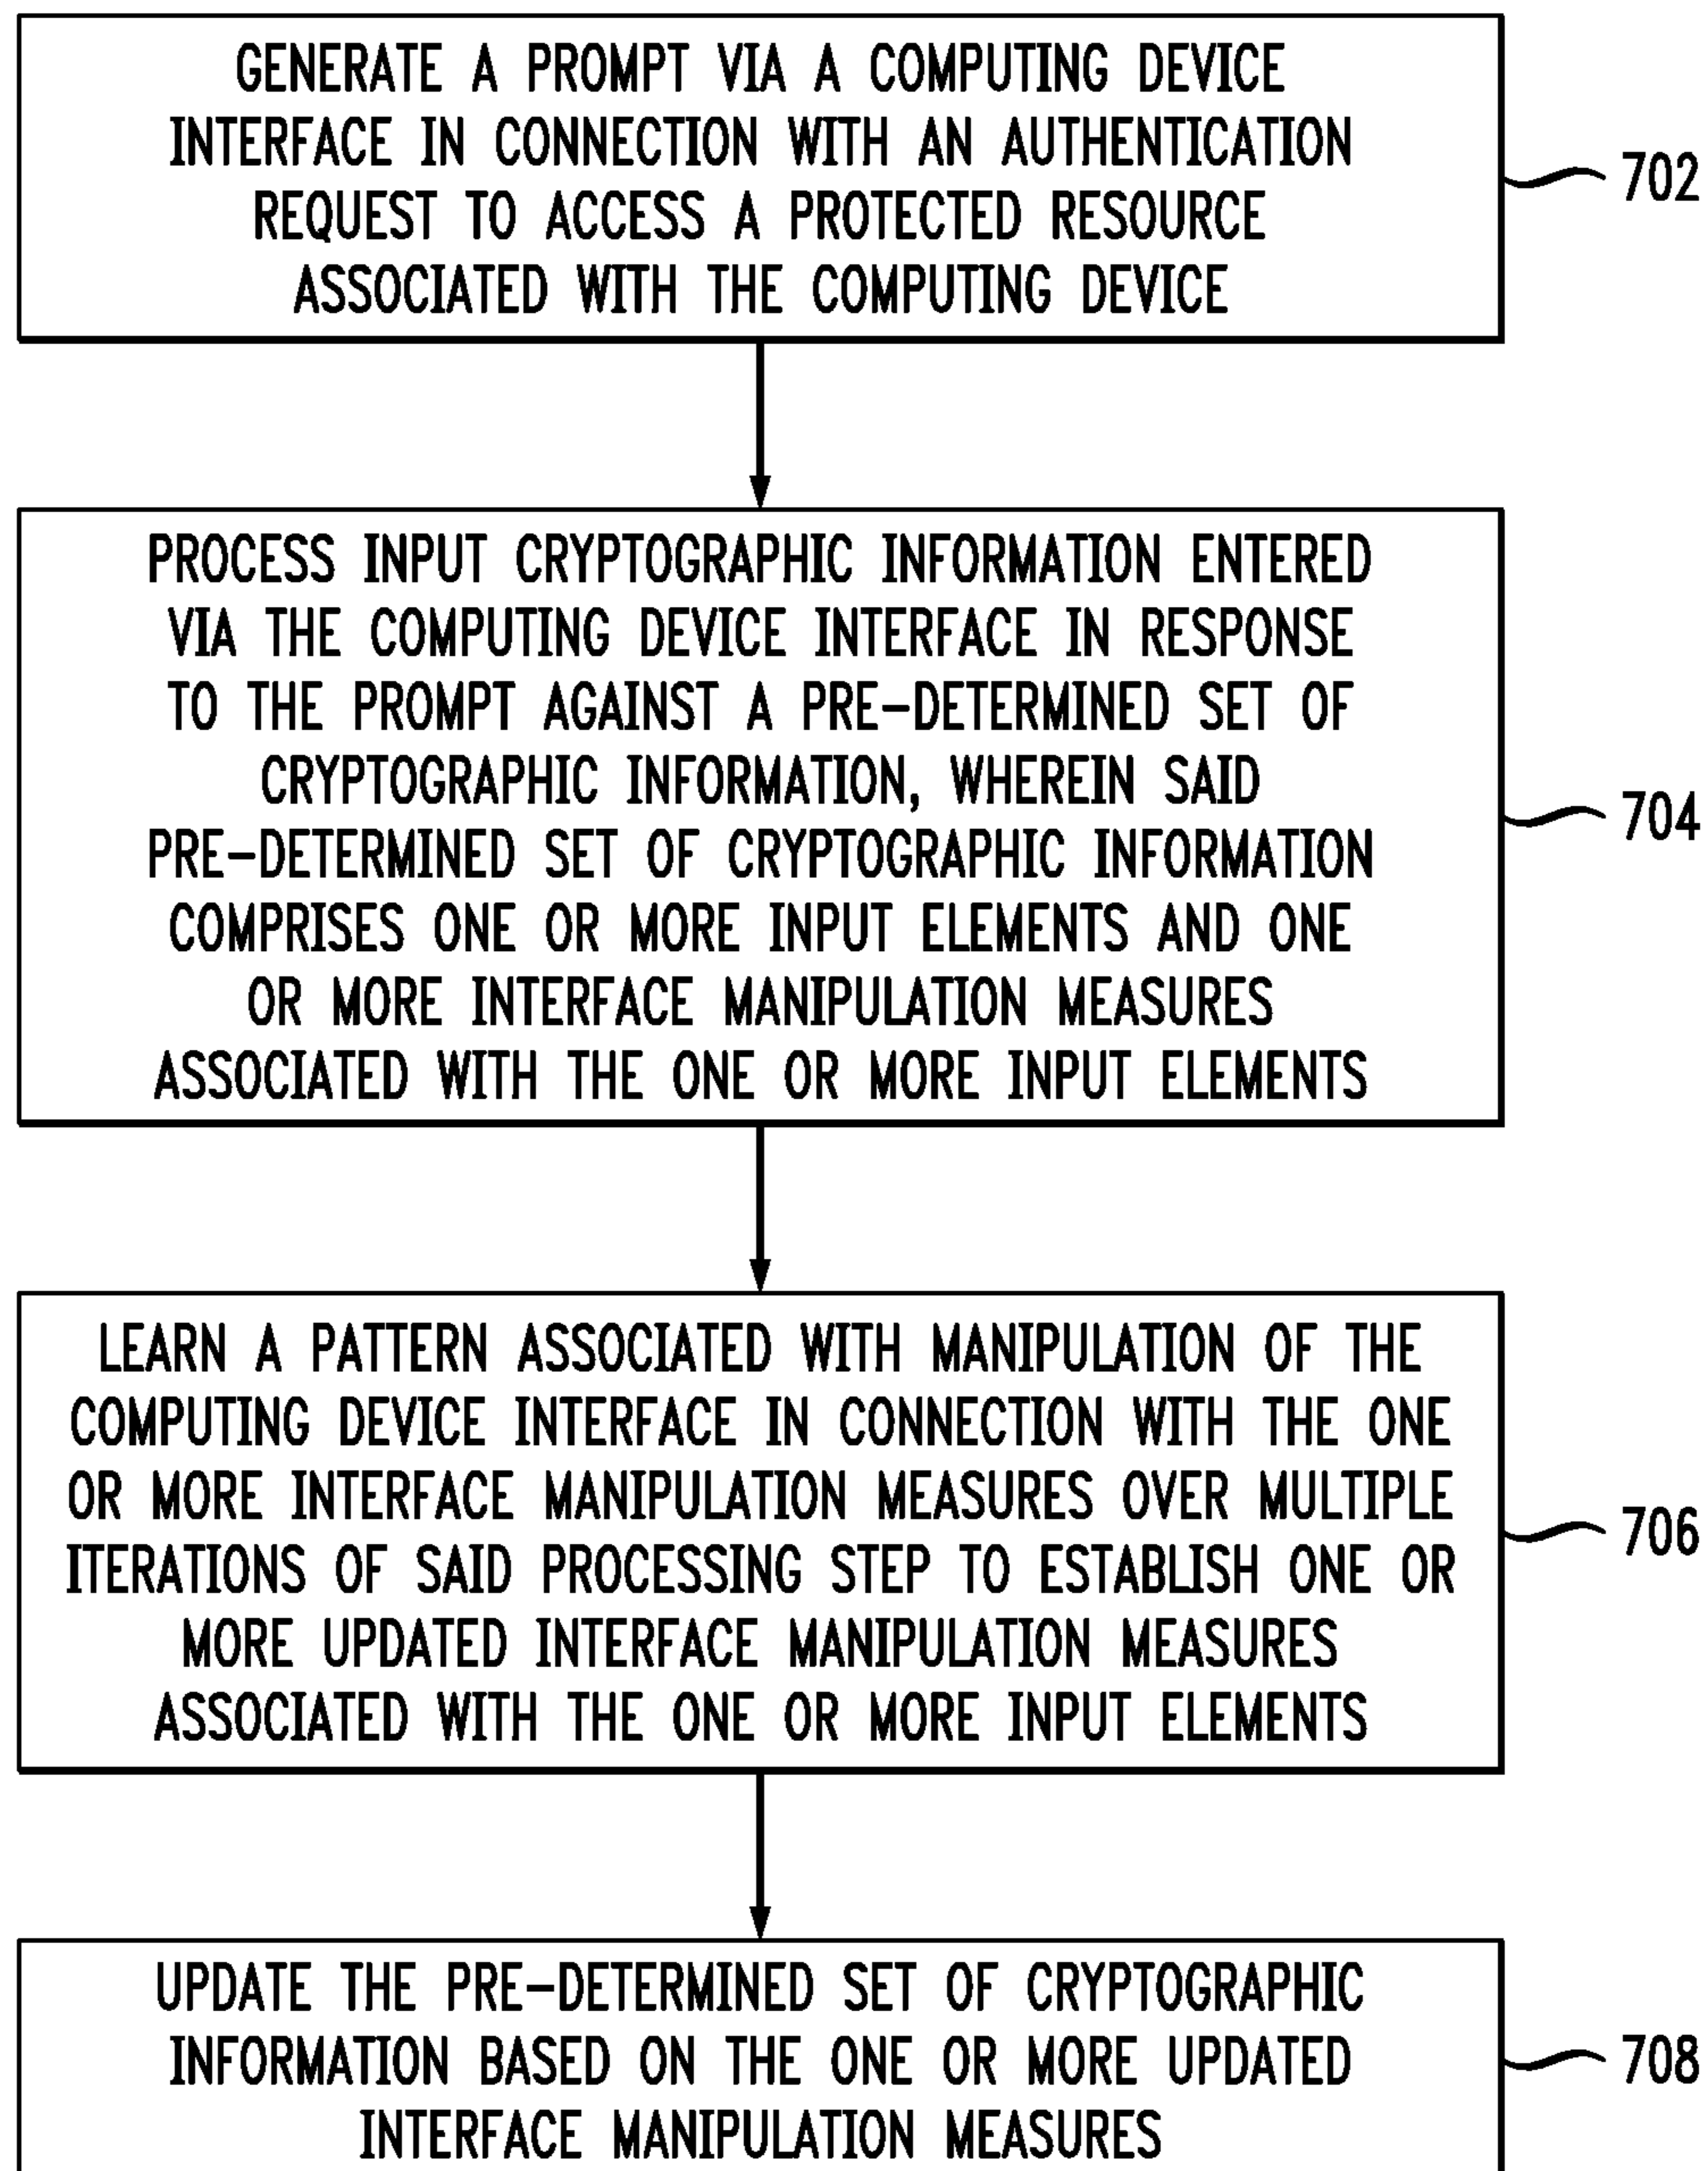 GENERATE A PROMPT VIA A COMPUTING DEVICE
INTERFACE IN CONNECTION WITH AN AUTHENTICATION
REQUEST TO ACCESS A PROTECTED RESOURCE
ASSOCIATED WITH THE COMPUTING DEVICE
702
PROCESS INPUT CRYPTOGRAPHIC INFORMATION ENTERED
VIA THE COMPUTING DEVICE INTERFACE IN RESPONSE
TO THE PROMPT AGAINST A PRE-DETERMINED SET OF
CRYPTOGRAPHIC INFORMATION, WHEREIN SAID
PRE-DETERMINED SET OF CRYPTOGRAPHIC INFORMATION
COMPRISES ONE OR MORE INPUT ELEMENTS AND ONE
OR MORE INTERFACE MANIPULATION MEASURES
ASSOCIATED WITH THE ONE OR MORE INPUT ELEMENTS
704
LEARN A PATTERN ASSOCIATED WITH MANIPULATION OF THE
COMPUTING DEVICE INTERFACE IN CONNECTION WITH THE ONE
OR MORE INTERFACE MANIPULATION MEASURES OVER MULTIPLE
ITERATIONS OF SAID PROCESSING STEP TO ESTABLISH ONE OR
MORE UPDATED INTERFACE MANIPULATION MEASURES
ASSOCIATED WITH THE ONE OR MORE INPUT ELEMENTS
706
UPDATE THE PRE-DETERMINED SET OF CRYPTOGRAPHIC
INFORMATION BASED ON THE ONE OR MORE UPDATED
INTERFACE MANIPULATION MEASURES
708